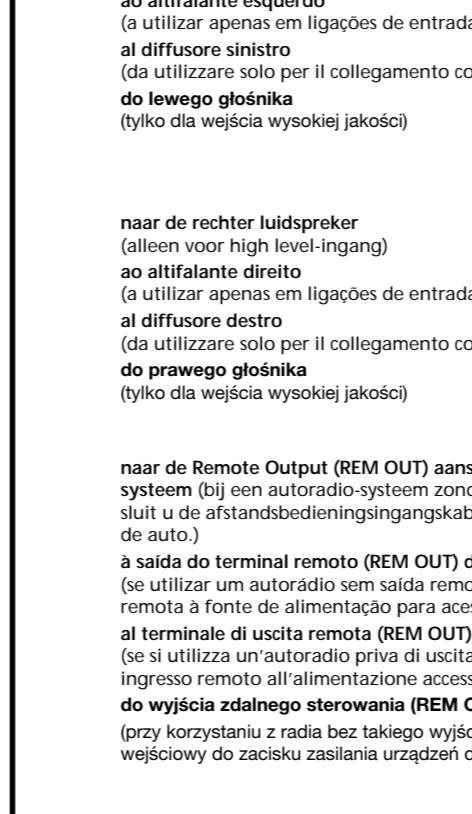 ao altifalante esquerdo
(a utilizar apenas em ligações de entrada
al diffusore sinistro
(da utilizzare solo per il collegamento co
do lewego głośnika
(tylko dla wejścia wysokiej jakości)
naar de rechter luidspreker
(alleen voor high level-ingang)
ao altifalante direito
(a utilizar apenas em ligações de entrada
al diffusore destro
(da utilizzare solo per il collegamento co
do prawego głośnika
(tylko dla wejścia wysokiej jakości)
naar de Remote Output (REM OUT) aans
systeem (bij een autoradio-systeem zond
sluit u de afstandsbedieningsingangskab
de auto.)
à saída do terminal remoto (REM OUT) d
(se utilizar um autorádio sem saída remo
remota à fonte de alimentação para aces
al terminale di uscita remota (REM OUT)
(se si utilizza un'autoradio priva di uscita
ingresso remoto all'alimentazione access
do wyjścia zdalnego sterowania (REM O
(przy korzystaniu z radia bez takiego wyjśc
wejściowy do zacisku zasilania urządzeń d